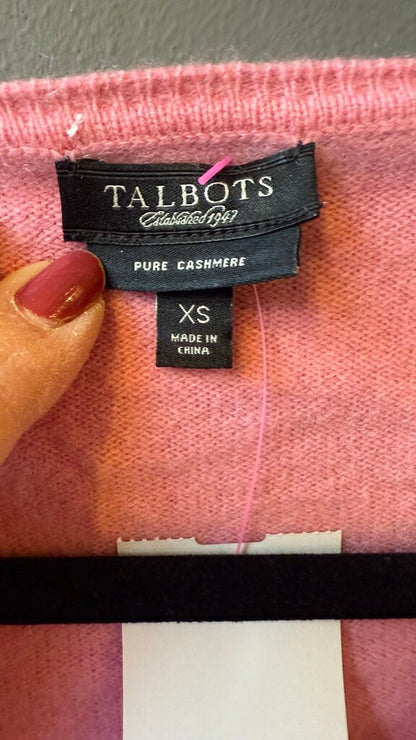 TALBOTS
Established 1947
PURE CASHMERE
XS
MADE IN
CHINA